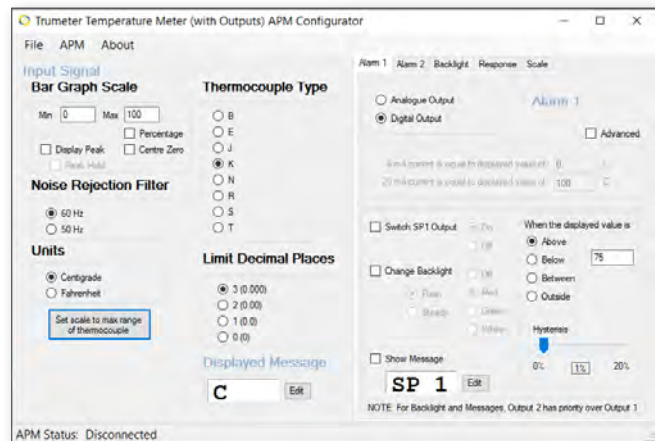 Trumeter Temperature Meter (with Outputs) APM Configurator
File APM About
Input Signal
Bar Graph Scale
Min 0 Max 100
Percentage
Display Peak Centre Zero
Peak Hold
Noise Rejection Filter
60 Hz
50 Hz
Units
Centigrade
Fahrenheit
Set scale to max range
of thermocouple
Thermocouple Type
B
E
J
K
N
R
S
T
Limit Decimal Places
3 (0.000)
2 (0.00)
1 (0.0)
0 (0)
Displayed Message
C Edit
Alarm 1 Alarm 2 Backlight Response Scale
Analogue Output Alarm 1
Digital Output
Advanced
4 mA current is equal to displayed value of: 0 C
20 mA current is equal to displayed value of: 100 C
Switch SP1 Output On
Off
Change Backlight Off
Flash Red
Steady Green
White
When the displayed value is
Above
Below 75
Between
Outside
Hystersis
0% 1% 20%
Show Message
SP 1 Edit
NOTE: For Backlight and Messages, Output 2 has priority over Output 1
APM Status: Disconnected